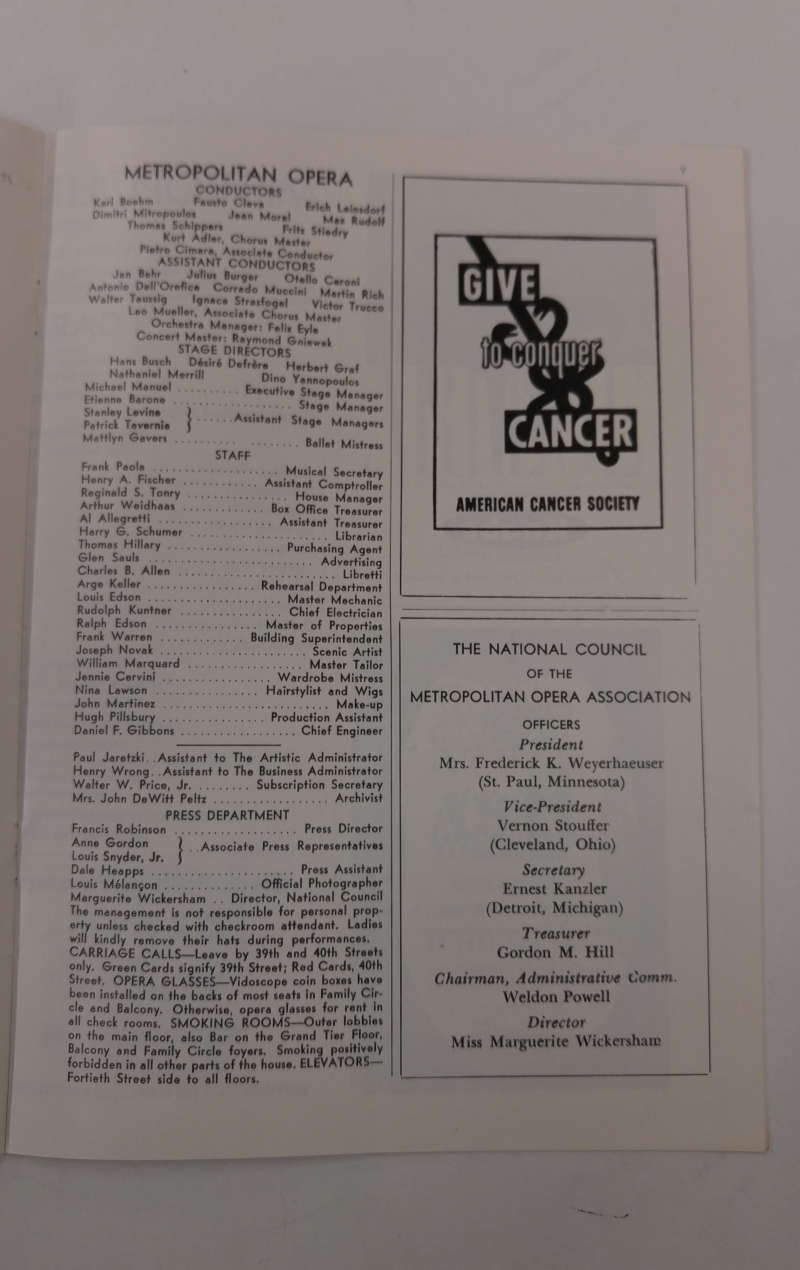 METROPOLITAN OPERA
CONDUCTORS
Karl Boehm Fausto Cleva Erich Leinsdorf
Dimitri Mitropoulos Jean Morel Max Rudolf
Thomas Schippers Fritz Stiedry
Kurt Adler, Chorus Master
Pietro Cimara, Associate Conductor
ASSISTANT CONDUCTORS
Jan Behr Julius Burger Otello Ceroni
Antonio Dell'Orefice Corrado Muccini Martin Rich
Walter Taussig Ignace Strasfogel Victor Trucco
Leo Mueller, Associate Chorus Master
Orchestra Manager: Felix Eyle
Concert Master: Raymond Gniewek
STAGE DIRECTORS
Hans Busch Désiré Defrère Herbert Graf
Nathaniel Merrill Dino Yannopoulos
Michael Manuel .......... Executive Stage Manager
Etienne Barone .................. Stage Manager
Stanley Levine
Patrick Tavernia } ......Assistant Stage Managers
Mattlyn Gavers .......... ........ Ballet Mistress
STAFF
Frank Paola .................... Musical Secretary
Henry A. Fischer ............ Assistant Comptroller
Reginald S. Tonry ................ House Manager
Arthur Weidhaas ............. Box Office Treasurer
Al Allegretti .................. Assistant Treasurer
Harry G. Schumer ...................... Librarian
Thomas Hillary .................. Purchasing Agent
Glen Sauls .......................... Advertising
Charles B. Allen ......................... Libretti
Arge Keller ................. Rehearsal Department
Louis Edson ..................... Master Mechanic
Rudolph Kuntner ................ Chief Electrician
Ralph Edson ................ Master of Properties
Frank Warren ............. Building Superintendent
Joseph Novak ....................... Scenic Artist
William Marquard .................. Master Tailor
Jennie Cervini ................. Wardrobe Mistress
Nina Lawson ................ Hairstylist and Wigs
John Martinez .......................... Make-up
Hugh Pillsbury ................ Production Assistant
Daniel F. Gibbons .................. Chief Engineer
Paul Jaretzki..Assistant to The Artistic Administrator
Henry Wrong..Assistant to The Business Administrator
Walter W. Price, Jr. ........ Subscription Secretary
Mrs. John DeWitt Peltz .................. Archivist
PRESS DEPARTMENT
Francis Robinson ................... Press Director
Anne Gordon
Louis Snyder, Jr. } ..Associate Press Representatives
Dale Heapps ...................... Press Assistant
Louis Mélançon .............. Official Photographer
Marguerite Wickersham .. Director, National Council
The management is not responsible for personal prop-
erty unless checked with checkroom attendant. Ladies
will kindly remove their hats during performances.
CARRIAGE CALLS—Leave by 39th and 40th Streets
only. Green Cards signify 39th Street; Red Cards, 40th
Street. OPERA GLASSES—Vidoscope coin boxes have
been installed on the backs of most seats in Family Cir-
cle and Balcony. Otherwise, opera glasses for rent in
all check rooms. SMOKING ROOMS—Outer lobbies
on the main floor, also Bar on the Grand Tier Floor,
Balcony and Family Circle foyers. Smoking positively
forbidden in all other parts of the house. ELEVATORS—
Fortieth Street side to all floors.
9
GIVE
to conquer
CANCER
AMERICAN CANCER SOCIETY
THE NATIONAL COUNCIL
OF THE
METROPOLITAN OPERA ASSOCIATION
OFFICERS
President
Mrs. Frederick K. Weyerhaeuser
(St. Paul, Minnesota)
Vice-President
Vernon Stouffer
(Cleveland, Ohio)
Secretary
Ernest Kanzler
(Detroit, Michigan)
Treasurer
Gordon M. Hill
Chairman, Administrative Comm.
Weldon Powell
Director
Miss Marguerite Wickersham